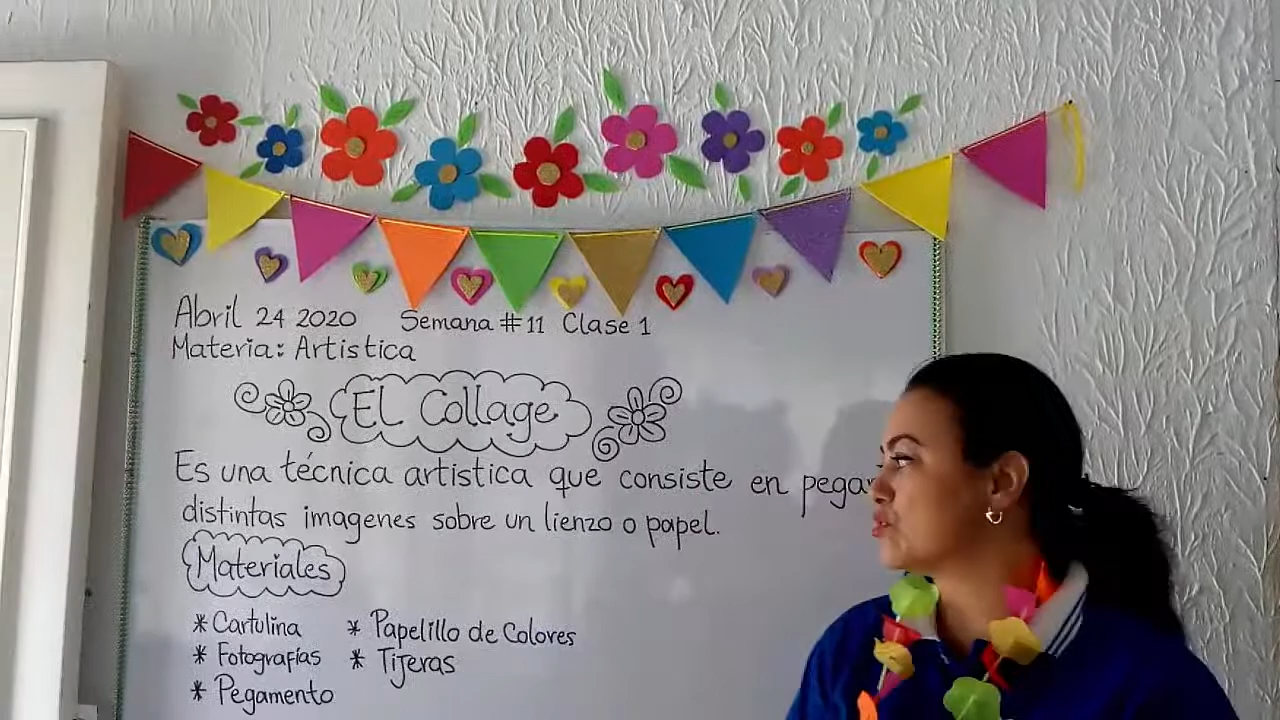 Abril 24 2020 Semana #11 Clase 1
Materia: Artistica
El Collage
Es una técnica artistica que consiste en pegar
distintas imagenes sobre un lienzo o papel.
Materiales
* Cartulina * Papelillo de Colores
* Fotografías * Tijeras
* Pegamento